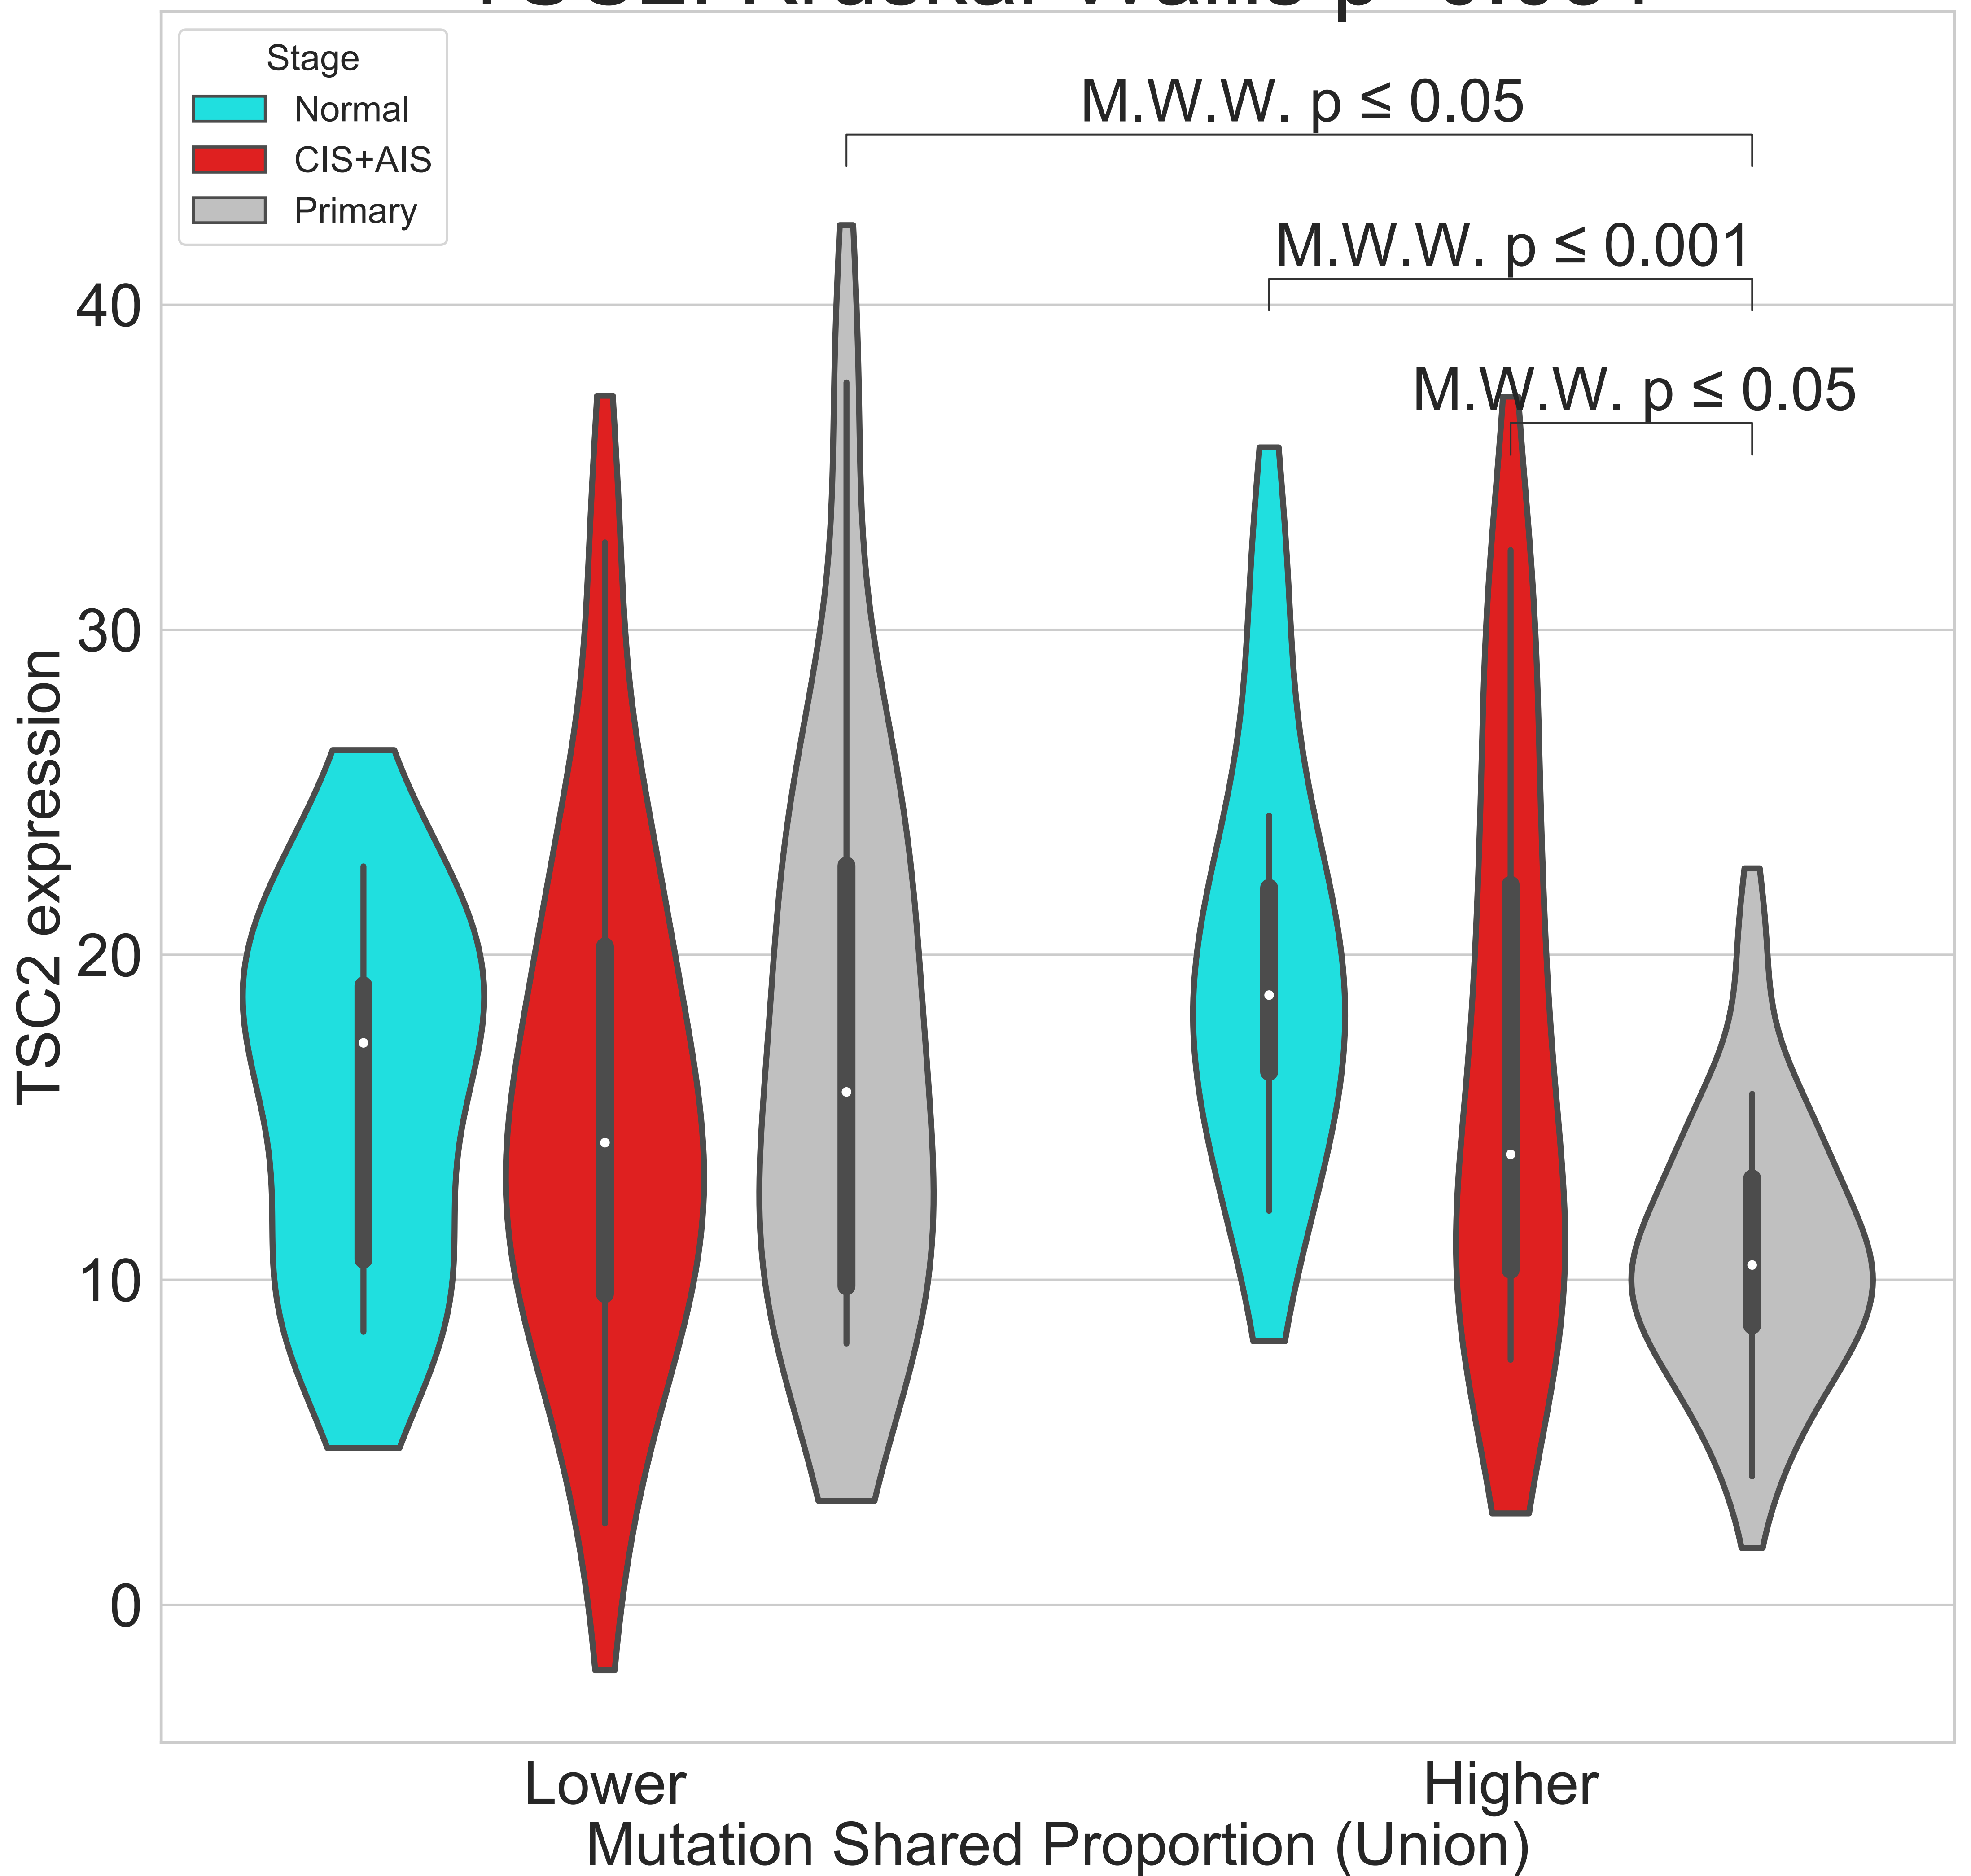 Stage
Normal
CIS+AIS
Primary
M.W.W. p ≤ 0.05
M.W.W. p ≤ 0.001
M.W.W. p ≤ 0.05
40
30
20
10
0
TSC2 expression
Lower
Higher
Mutation Shared Proportion (Union)